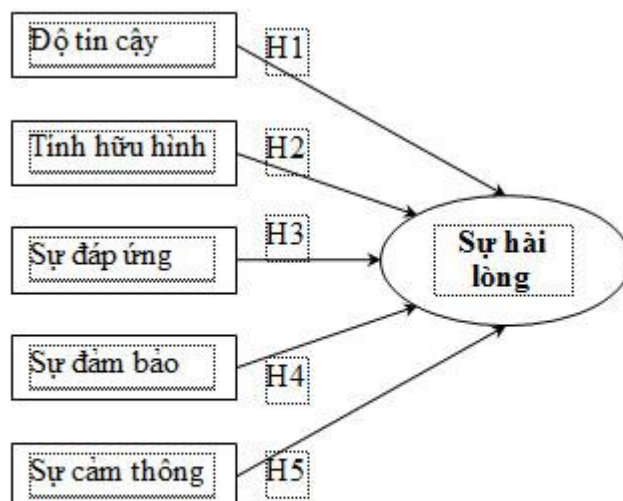 Độ tin cậy
H1
Tính hữu hình
H2
Sự đáp ứng
H3
Sự hài
lòng
Sự đảm bảo
H4
Sự cảm thông
H5